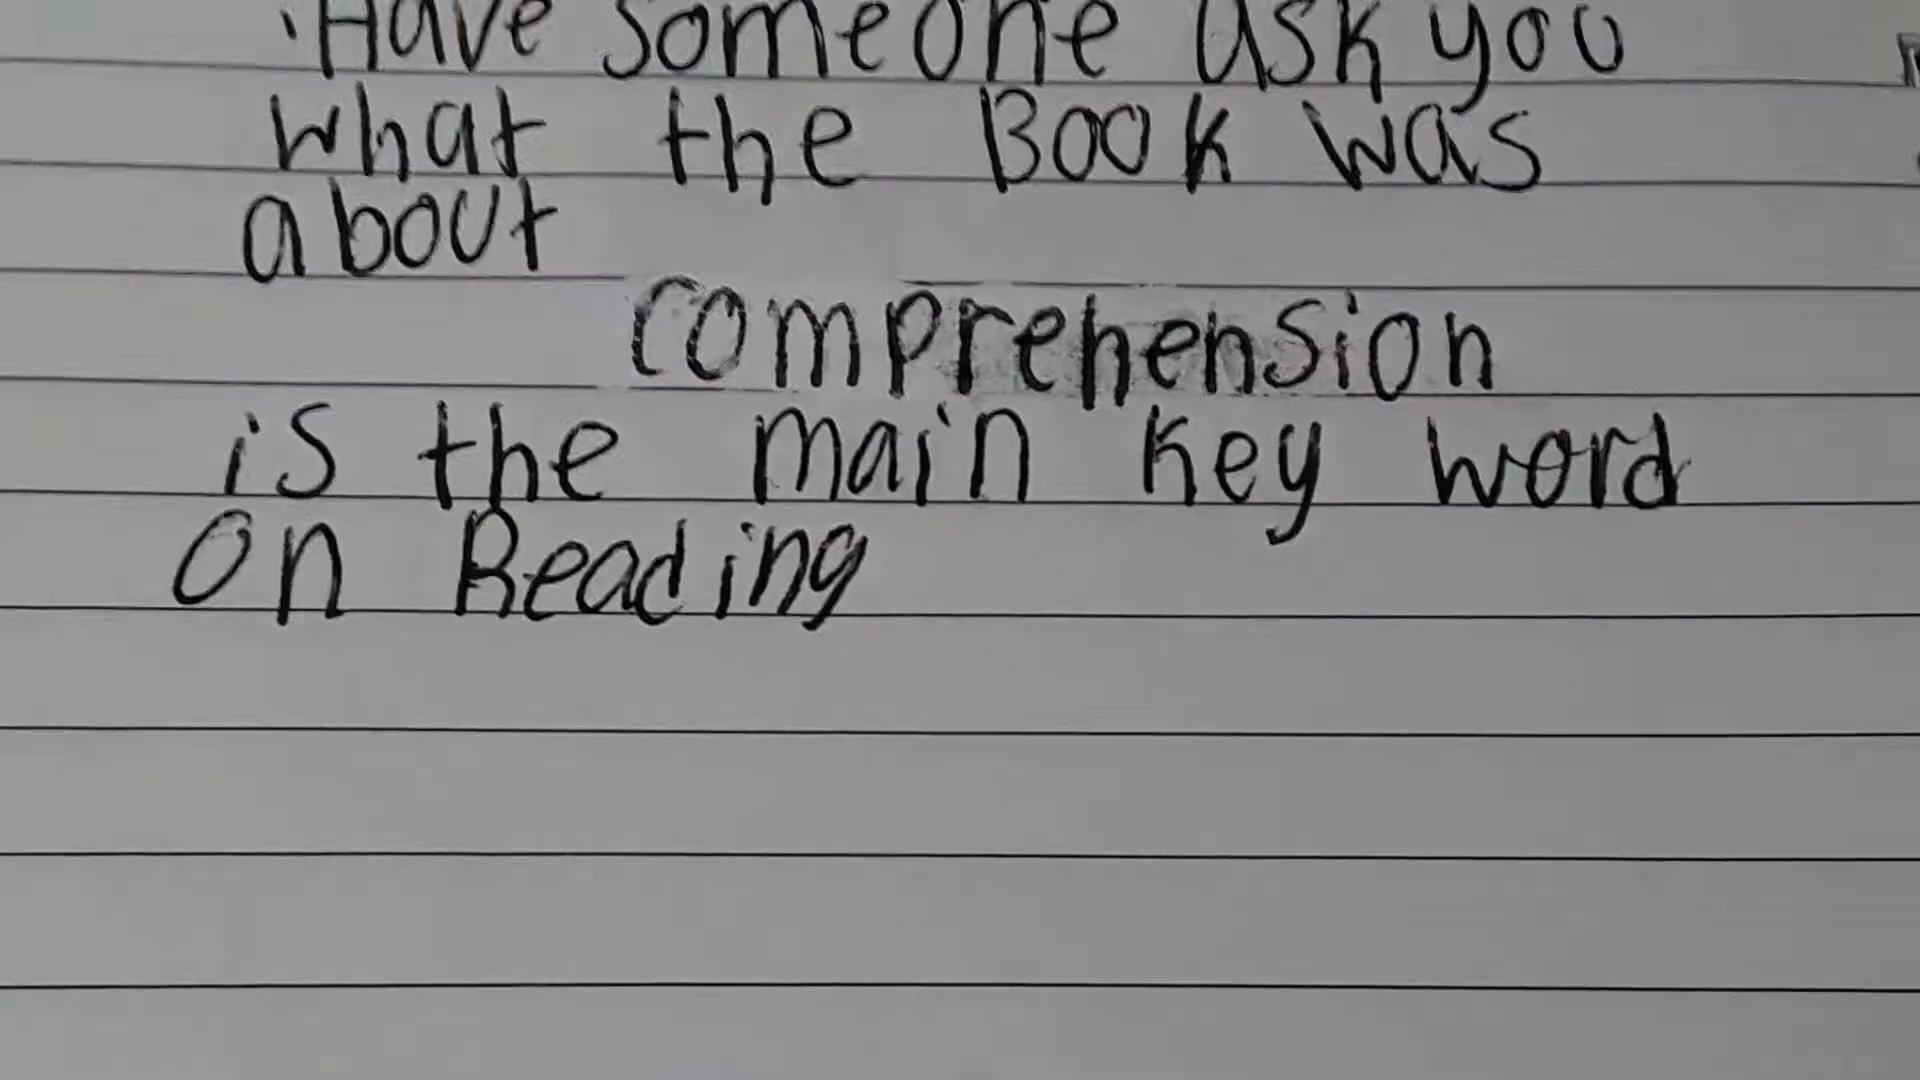 ·Have someone ask you
what the Book was
about
comprehension
is the main key word
on Reading